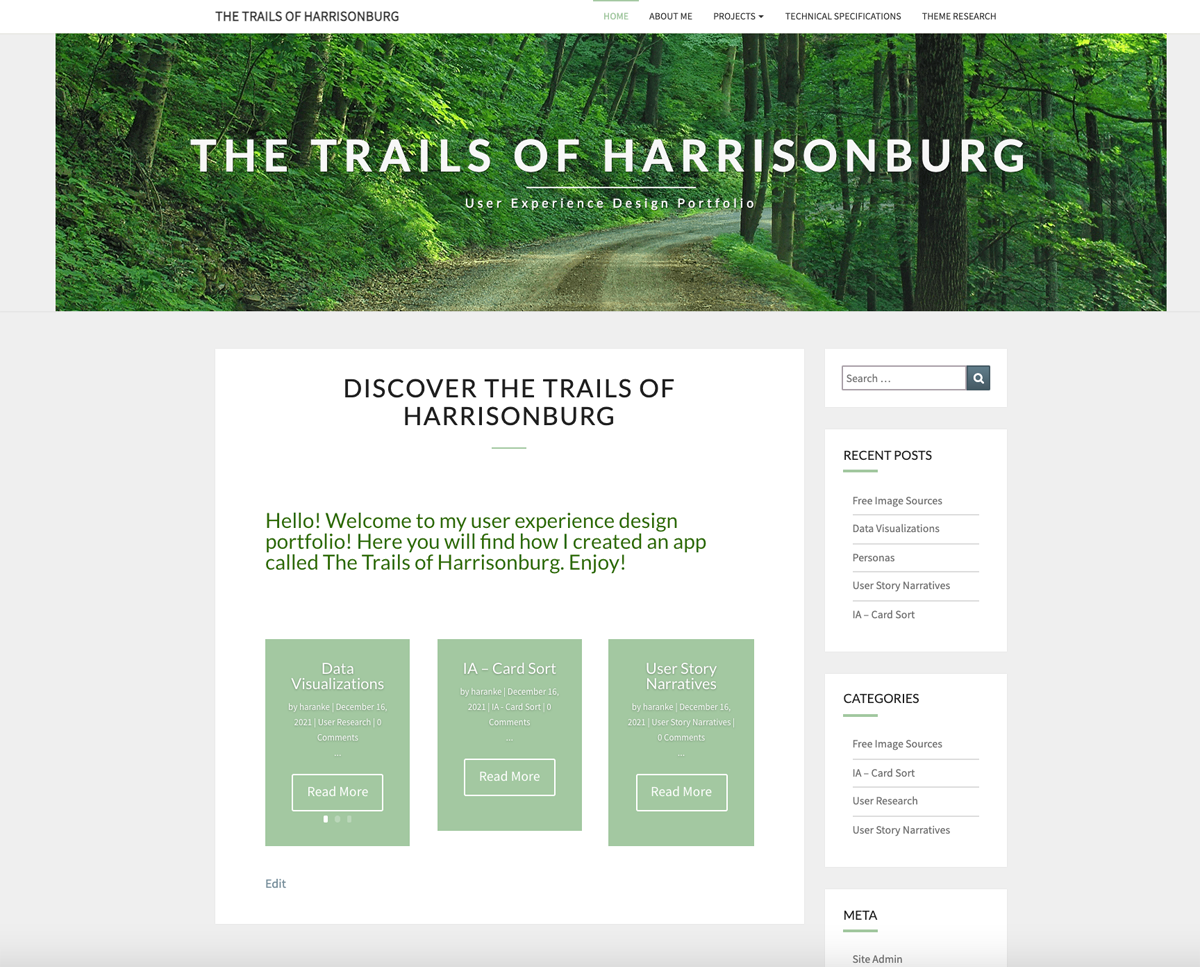 THE TRAILS OF HARRISONBURG
HOME ABOUT ME PROJECTS TECHNICAL SPECIFICATIONS THEME RESEARCH
THE TRAILS OF HARRISONBURG
User Experience Design Portfolio
DISCOVER THE TRAILS OF
HARRISONBURG
Hello! Welcome to my user experience design
portfolio! Here you will find how I created an app
called The Trails of Harrisonburg. Enjoy!
Data
Visualizations
by haranke | December 16,
2021 | User Research | 0
Comments
...
Read More
IA – Card Sort
by haranke | December 16,
2021 | IA - Card Sort | 0
Comments
...
Read More
User Story
Narratives
by haranke | December 16,
2021 | User Story Narratives |
0 Comments
...
Read More
Edit
Search …
RECENT POSTS
Free Image Sources
Data Visualizations
Personas
User Story Narratives
IA – Card Sort
CATEGORIES
Free Image Sources
IA – Card Sort
User Research
User Story Narratives
META
Site Admin